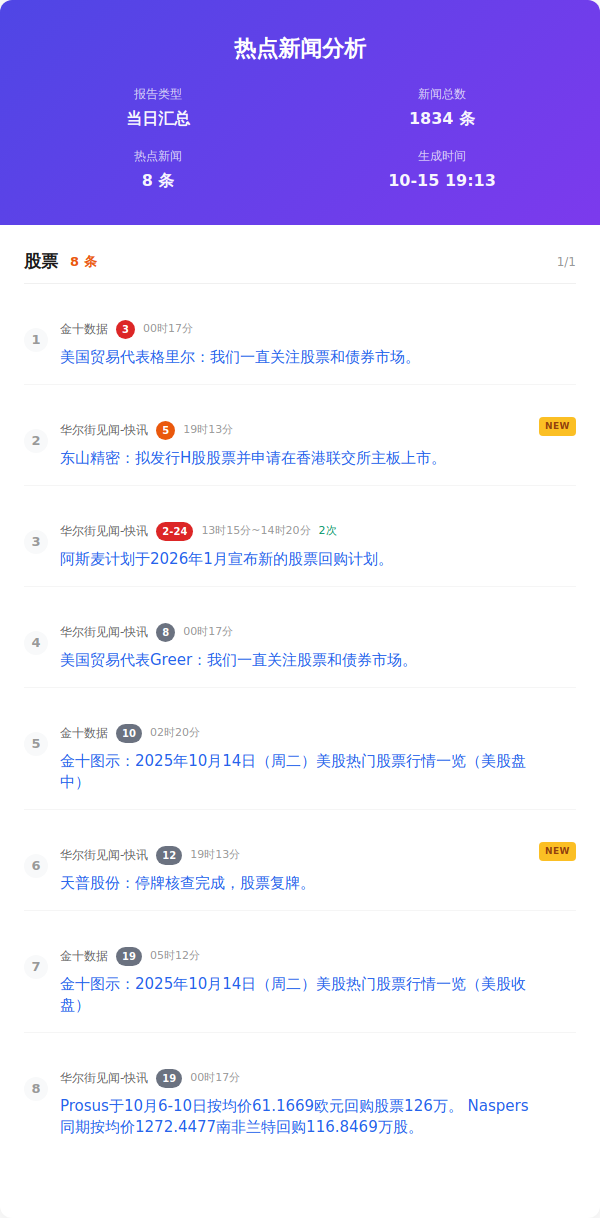 热点新闻分析
报告类型
新闻总数
当日汇总
1834 条
热点新闻
生成时间
8 条
10-15 19:13
股票 8 条 1/1
1 金十数据 3 00时17分
美国贸易代表格里尔：我们一直关注股票和债券市场。
2 华尔街见闻-快讯 5 19时13分 NEW
东山精密：拟发行H股股票并申请在香港联交所主板上市。
3 华尔街见闻-快讯 2-24 13时15分~14时20分 2次
阿斯麦计划于2026年1月宣布新的股票回购计划。
4 华尔街见闻-快讯 8 00时17分
美国贸易代表Greer：我们一直关注股票和债券市场。
5 金十数据 10 02时20分
金十图示：2025年10月14日（周二）美股热门股票行情一览（美股盘
中）
6 华尔街见闻-快讯 12 19时13分 NEW
天普股份：停牌核查完成，股票复牌。
7 金十数据 19 05时12分
金十图示：2025年10月14日（周二）美股热门股票行情一览（美股收
盘）
8 华尔街见闻-快讯 19 00时17分
Prosus于10月6-10日按均价61.1669欧元回购股票126万。 Naspers
同期按均价1272.4477南非兰特回购116.8469万股。